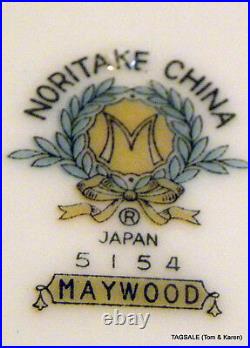 NORITAKE CHINA
M
®
JAPAN
5154
MAYWOOD
TAGSALE (Tom & Karen)